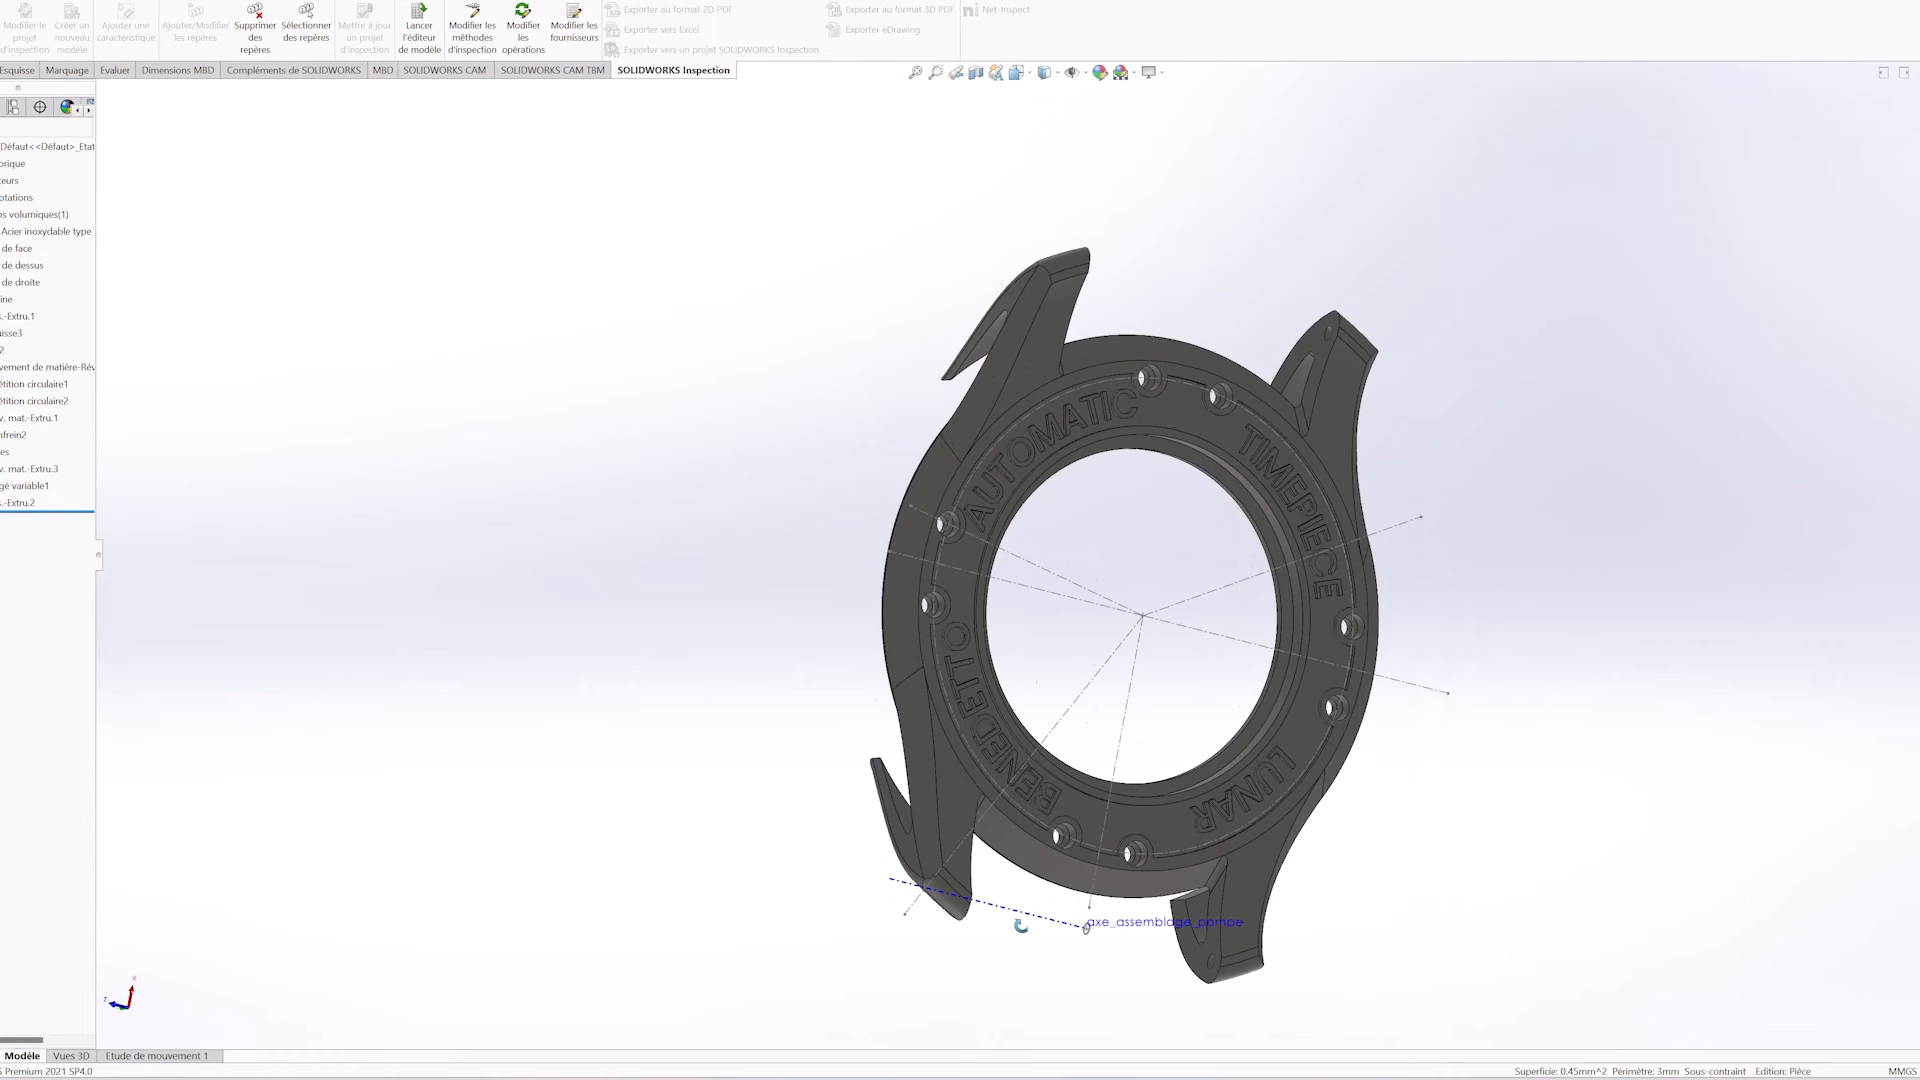 Modifier le projet d'inspection
Créer un nouveau modèle
Ajouter une caractéristique
Ajouter/Modifier les repères
Supprimer des repères
Sélectionner des repères
Mettre à jour un projet d'inspection
Lancer l'éditeur de modèle
Modifier les méthodes d'inspection
Modifier les opérations
Modifier les fournisseurs
Exporter au format 2D PDF
Exporter vers Excel
Exporter vers un projet SOLIDWORKS Inspection
Exporter au format 3D PDF
Exporter eDrawing
Net-Inspect
Esquisse Marquage Evaluer Dimensions MBD Compléments de SOLIDWORKS MBD SOLIDWORKS CAM SOLIDWORKS CAM TBM SOLIDWORKS Inspection
Défaut<<Défaut>_Etat
orique
teurs
otations
os volumiques(1)
Acier inoxydable type
de face
de dessus
de droite
ine
s.-Extru.1
uisse3
2
vement de matière-Rév
étition circulaire1
étition circulaire2
v. mat.-Extru.1
nfrein2
es
v. mat.-Extru.3
gé variable1
s.-Extru.2
AUTOMATIC
TIMEPIECE
BENEDETTO
LUNAR
axe_assemblage_pompe
x
z
Modèle Vues 3D Etude de mouvement 1
S Premium 2021 SP4.0
Superficie: 0.45mm^2 Périmètre: 3mm Sous-contraint Edition: Pièce MMGS